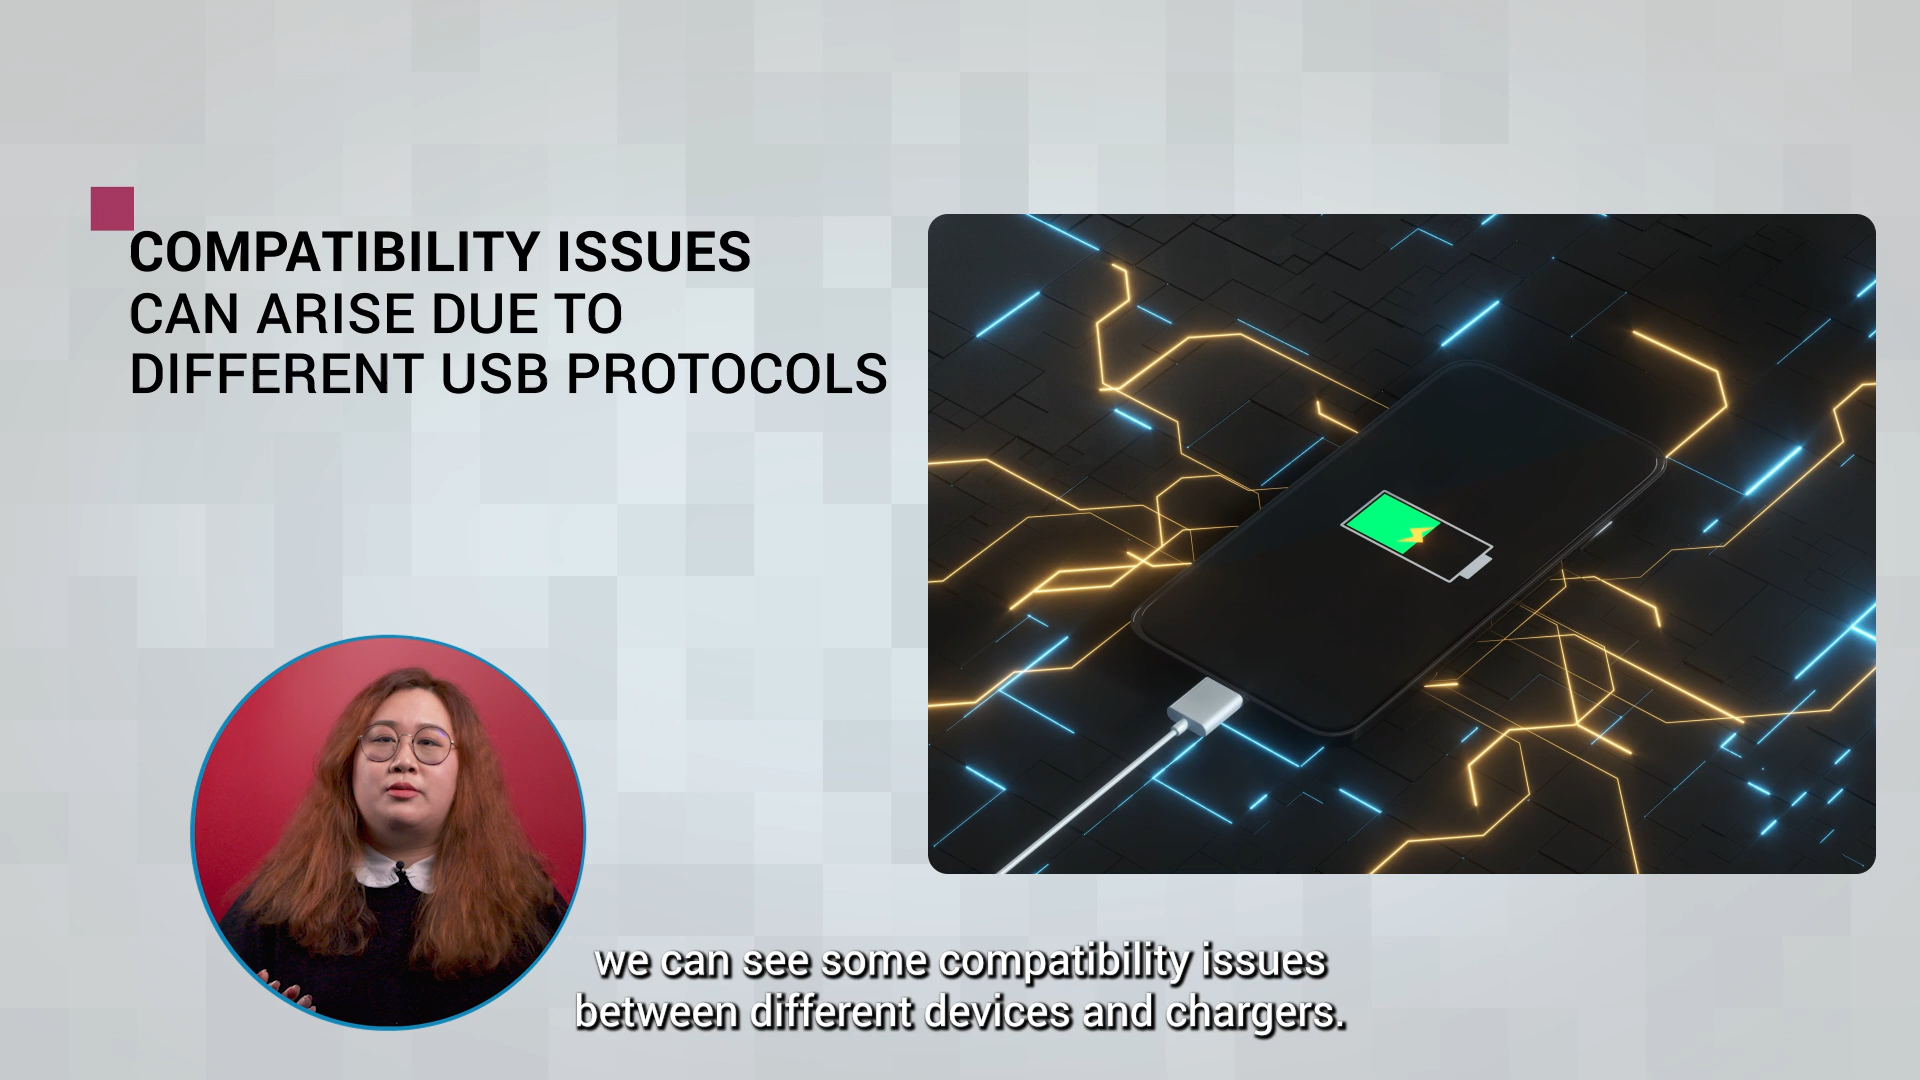 COMPATIBILITY ISSUES
CAN ARISE DUE TO
DIFFERENT USB PROTOCOLS
we can see some compatibility issues
between different devices and chargers.